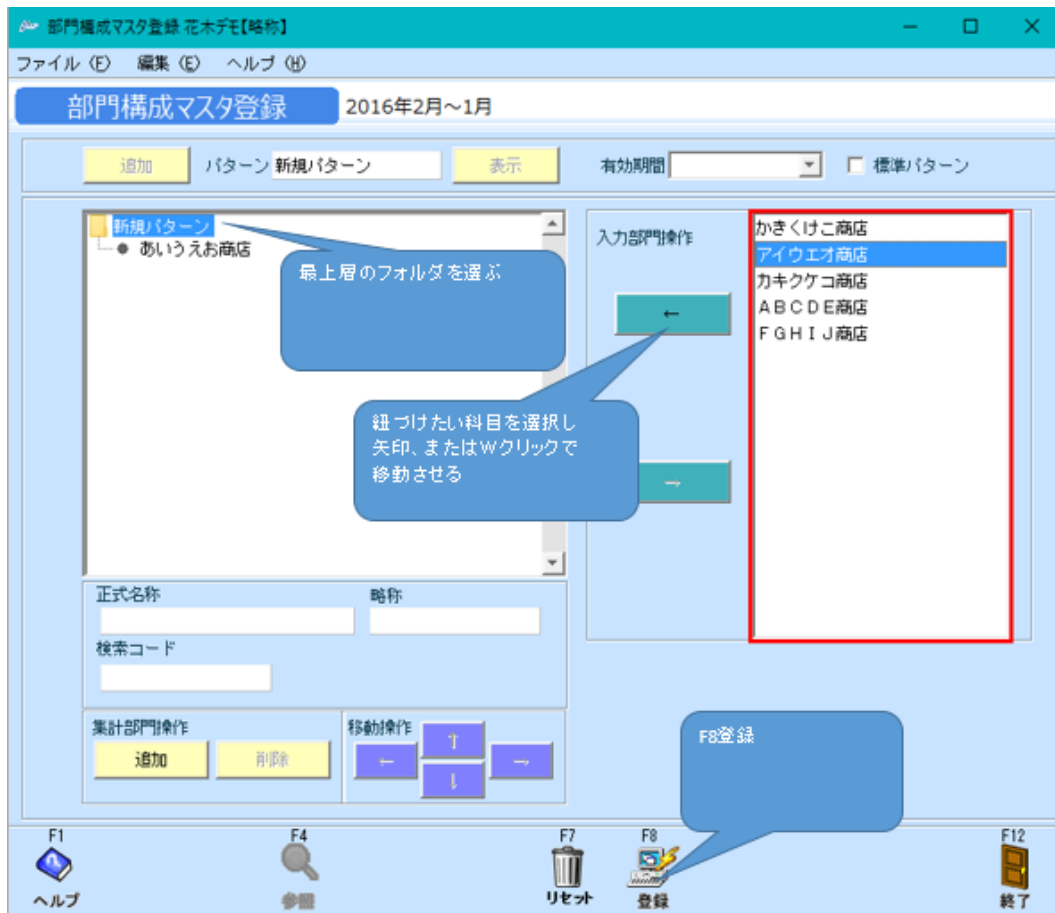 部門構成マスタ登録 花木デモ【略称】
ファイル (F) 編集 (E) ヘルプ (H)
部門構成マスタ登録 2016年2月～1月
追加 パターン 新規パターン 表示 有効期間 標準パターン
新規パターン
あいうえお商店
最上層のフォルダを選ぶ
入力部門操作
←
→
かきくけこ商店
アイウエオ商店
カキクケコ商店
ＡＢＣＤＥ商店
ＦＧＨＩＪ商店
紐づけたい科目を選択し
矢印、またはWクリックで
移動させる
正式名称 略称
検索コード
集計部門操作 移動操作
追加 削除 ← ↑ ↓ →
F8登録
F1 F4 F7 F8 F12
ヘルプ 参照 リセット 登録 終了